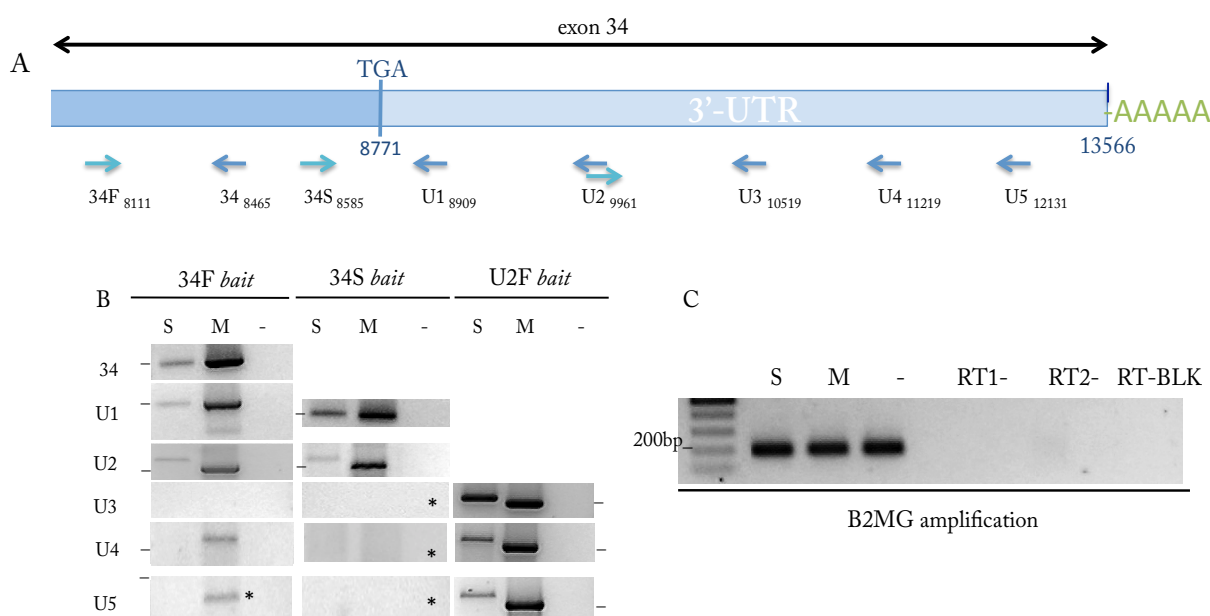 exon 34
A
TGA
3’-UTR
-AAAAA
8771
13566
34F 8111 34 8465 34S 8585 U1 8909 U2 9961 U3 10519 U4 11219 U5 12131
B
34F bait 34S bait U2F bait
S M - S M - S M -
34
U1
U2
U3 *
U4 *
U5 * *
C
S M - RT1- RT2- RT-BLK
200bp
B2MG amplification